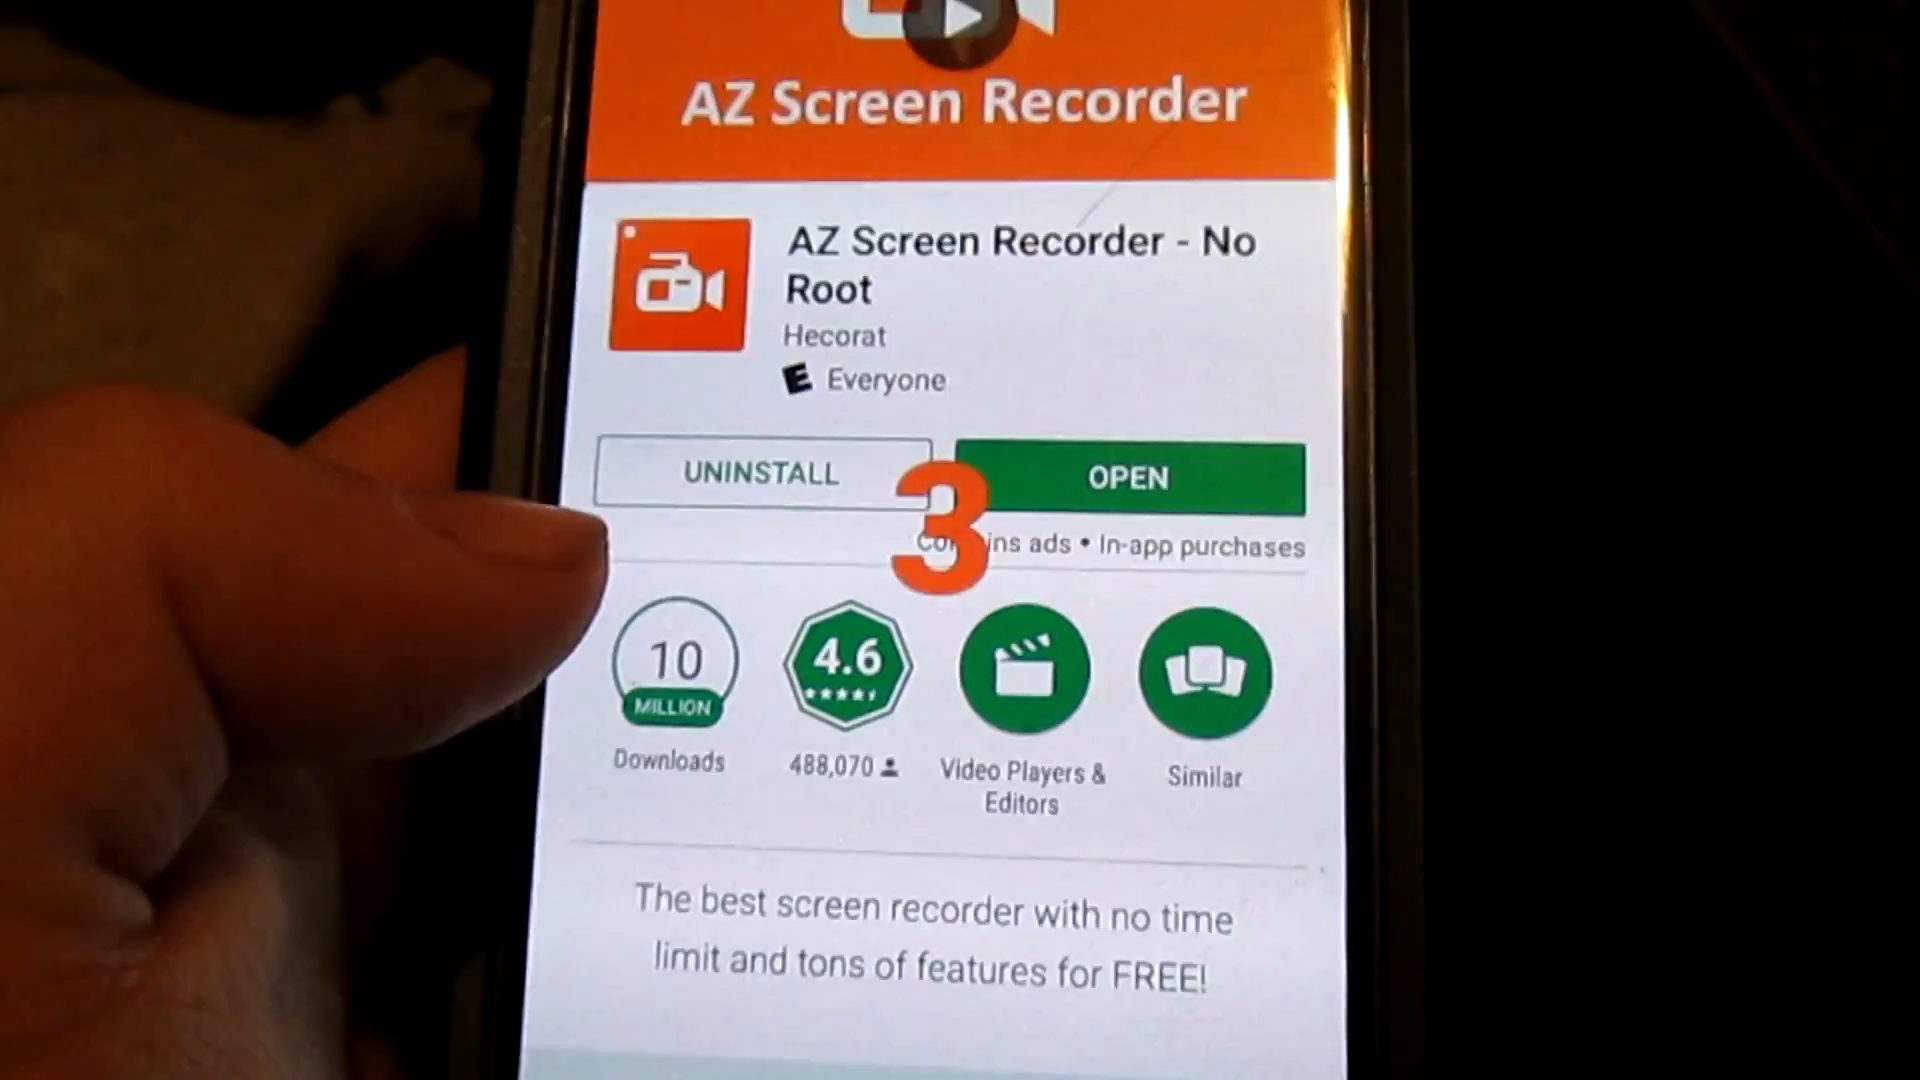 AZ Screen Recorder
AZ Screen Recorder - No
Root
Hecorat
E Everyone
UNINSTALL
OPEN
3
ins ads • In-app purchases
10
MILLION
4.6
Downloads
488,070
Video Players &
Editors
Similar
The best screen recorder with no time
limit and tons of features for FREE!